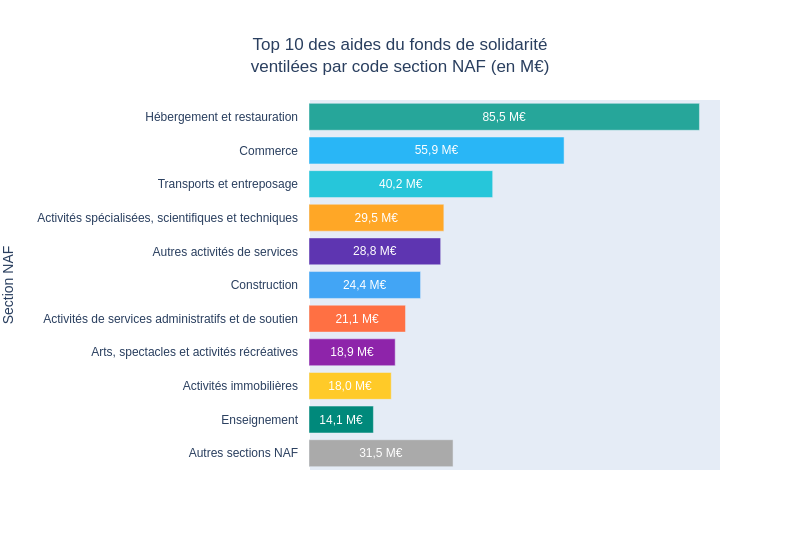 Top 10 des aides du fonds de solidarité
ventilées par code section NAF (en M€)
Section NAF
Hébergement et restauration 85,5 M€
Commerce 55,9 M€
Transports et entreposage 40,2 M€
Activités spécialisées, scientifiques et techniques 29,5 M€
Autres activités de services 28,8 M€
Construction 24,4 M€
Activités de services administratifs et de soutien 21,1 M€
Arts, spectacles et activités récréatives 18,9 M€
Activités immobilières 18,0 M€
Enseignement 14,1 M€
Autres sections NAF 31,5 M€